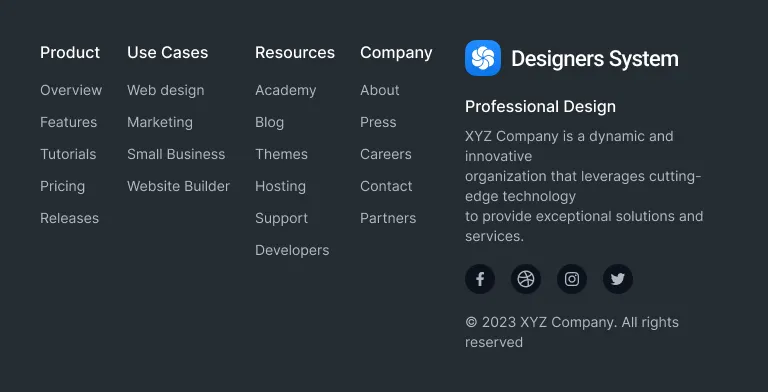 Product
Overview
Features
Tutorials
Pricing
Releases
Use Cases
Web design
Marketing
Small Business
Website Builder
Resources
Academy
Blog
Themes
Hosting
Support
Developers
Company
About
Press
Careers
Contact
Partners
Designers System
Professional Design
XYZ Company is a dynamic and
innovative
organization that leverages cutting-
edge technology
to provide exceptional solutions and
services.
© 2023 XYZ Company. All rights
reserved